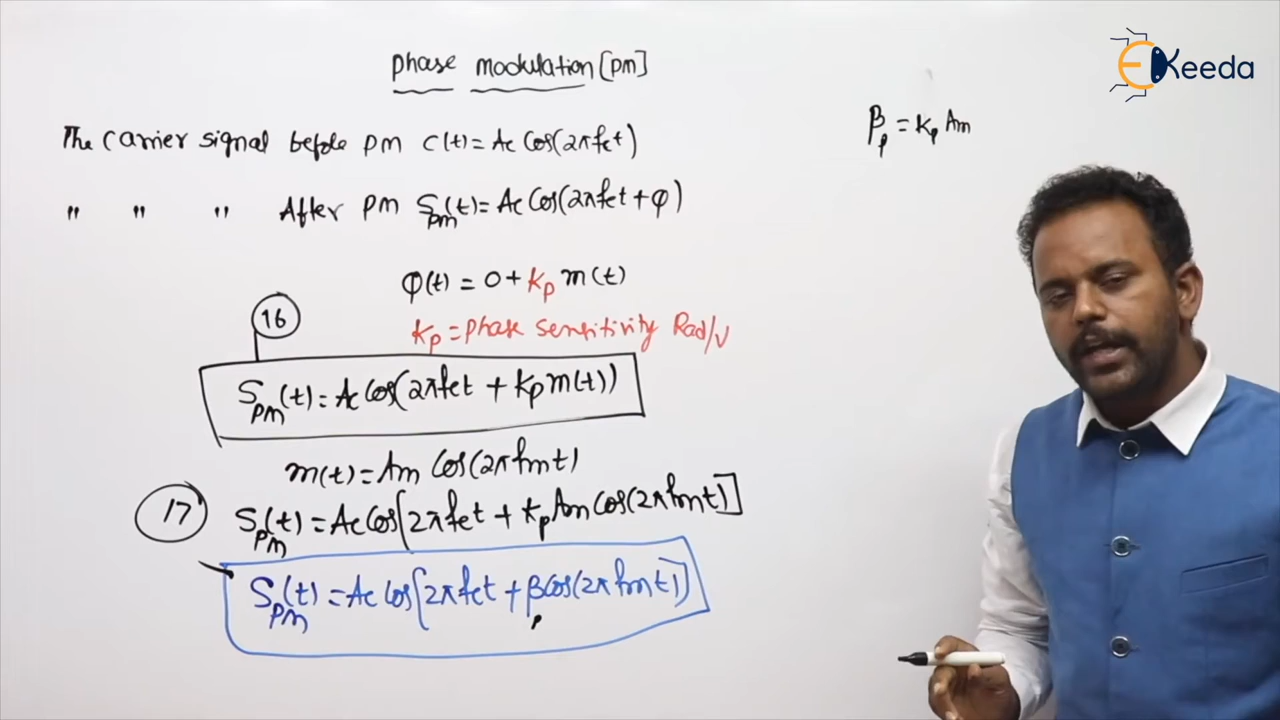 phase modulation [pm]
EKeeda
The carrier signal before pm c(t) = Ac Cos(2πfct)
βp = Kp Am
" " " After pm Spm(t) = Ac Cos(2πfct + φ)
φ(t) = 0 + Kp m(t)
16
Kp = phase sensitivity Rad/v
Spm(t) = Ac Cos(2πfct + Kp m(t))
m(t) = Am Cos(2πfmt)
17 Spm(t) = Ac Cos[2πfct + Kp Am Cos(2πfmt)]
Spm(t) = Ac Cos[2πfct + βp Cos(2πfmt)]